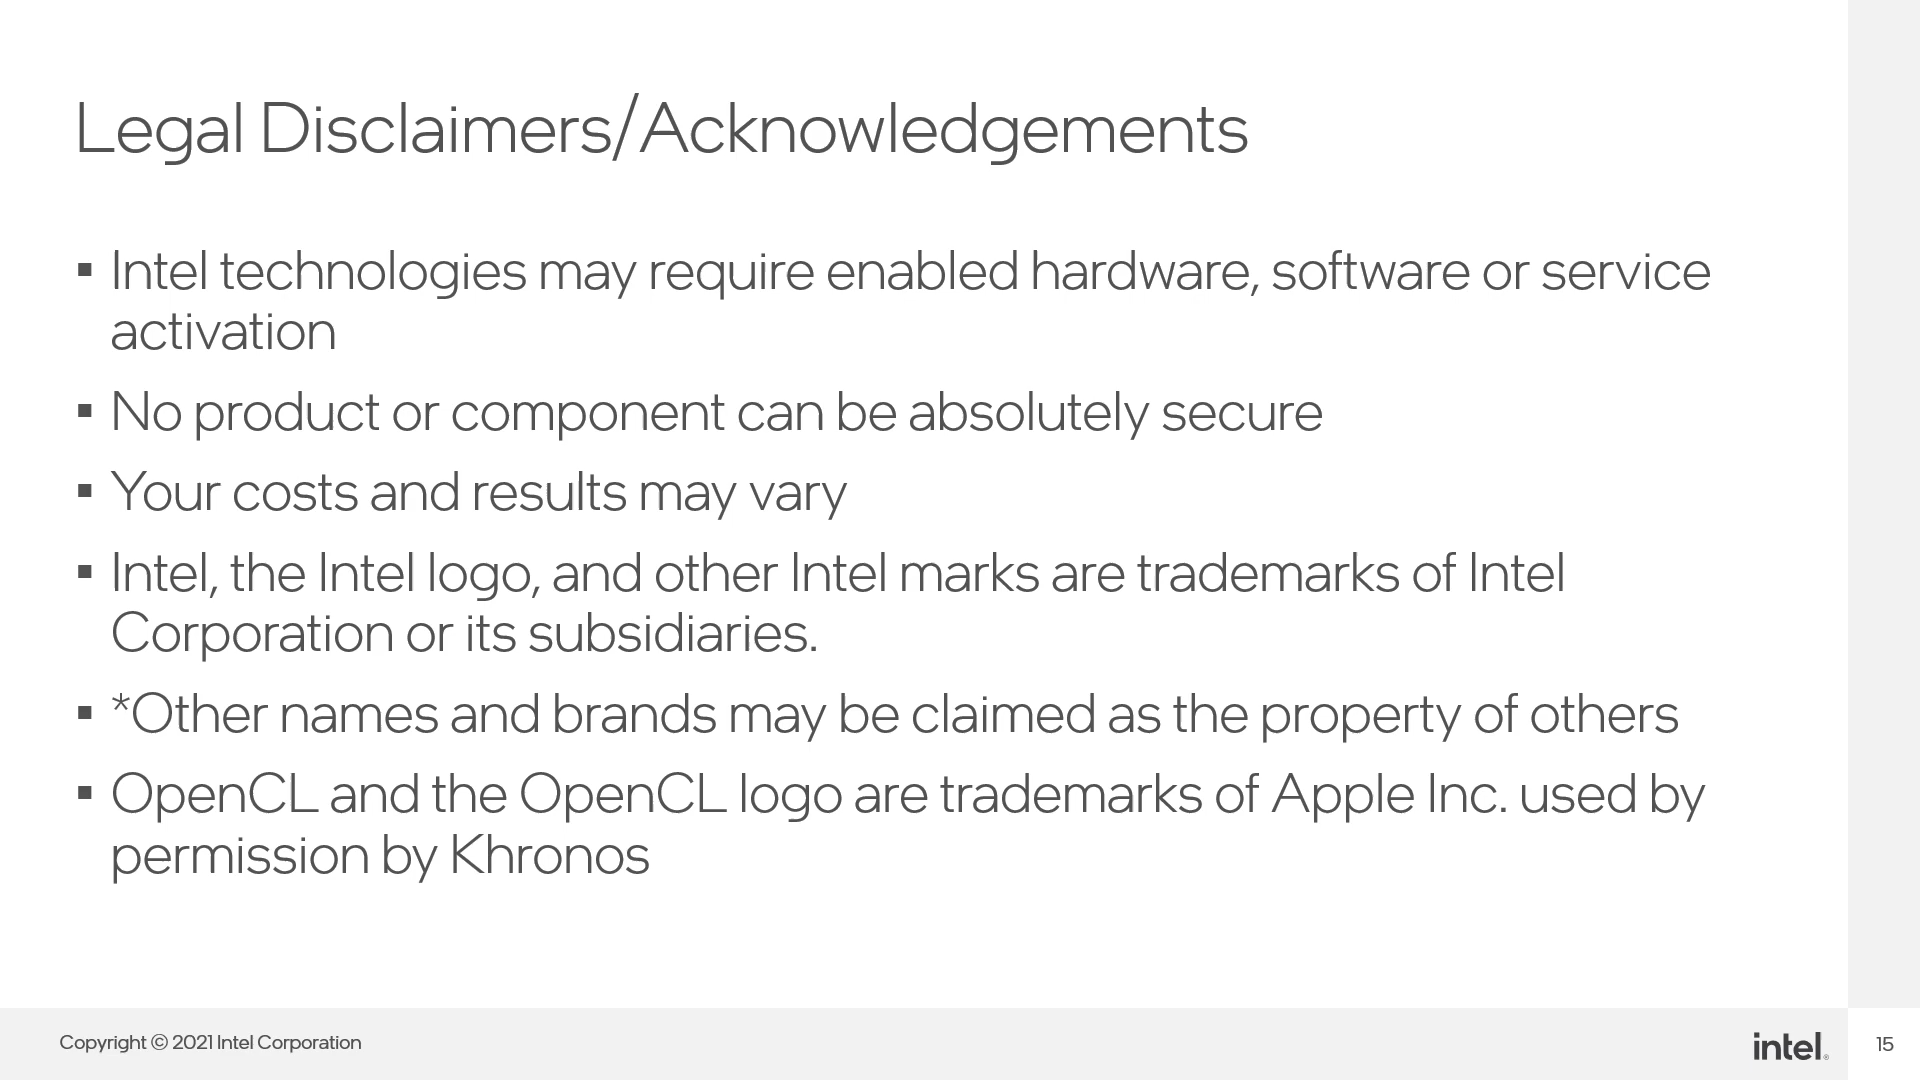 Legal Disclaimers/Acknowledgements
▪ Intel technologies may require enabled hardware, software or service
activation
▪ No product or component can be absolutely secure
▪ Your costs and results may vary
▪ Intel, the Intel logo, and other Intel marks are trademarks of Intel
Corporation or its subsidiaries.
▪ *Other names and brands may be claimed as the property of others
▪ OpenCL and the OpenCL logo are trademarks of Apple Inc. used by
permission by Khronos
Copyright © 2021 Intel Corporation
intel®
15